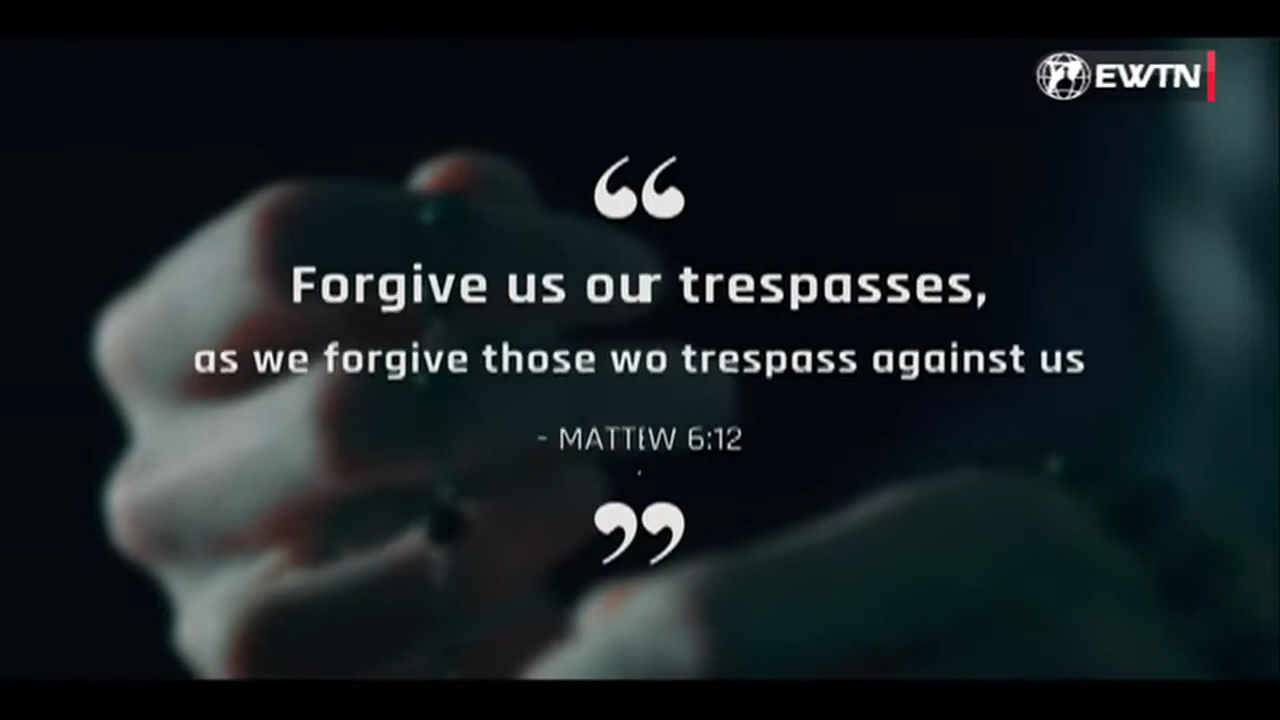 EWTN
“
Forgive us our trespasses,
as we forgive those wo trespass against us
- MATTEW 6:12
”